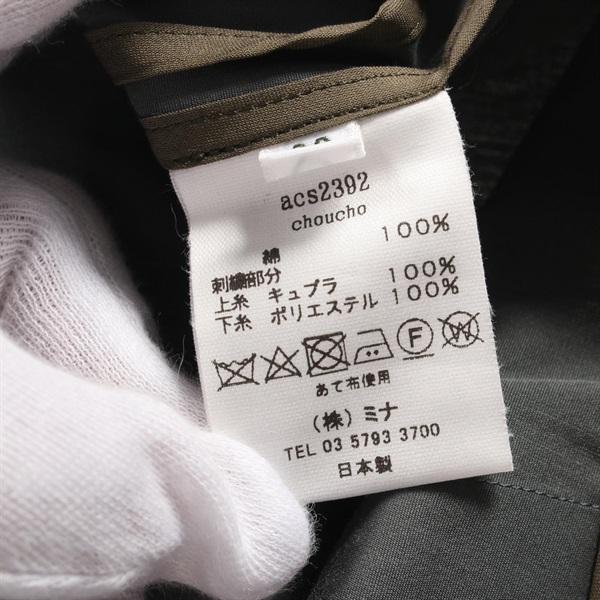 acs2392
choucho
綿 100%
刺繍部分
上糸 キュプラ 100%
下糸 ポリエステル 100%
F W
あて布使用
(株) ミナ
TEL 03 5793 3700
日本製